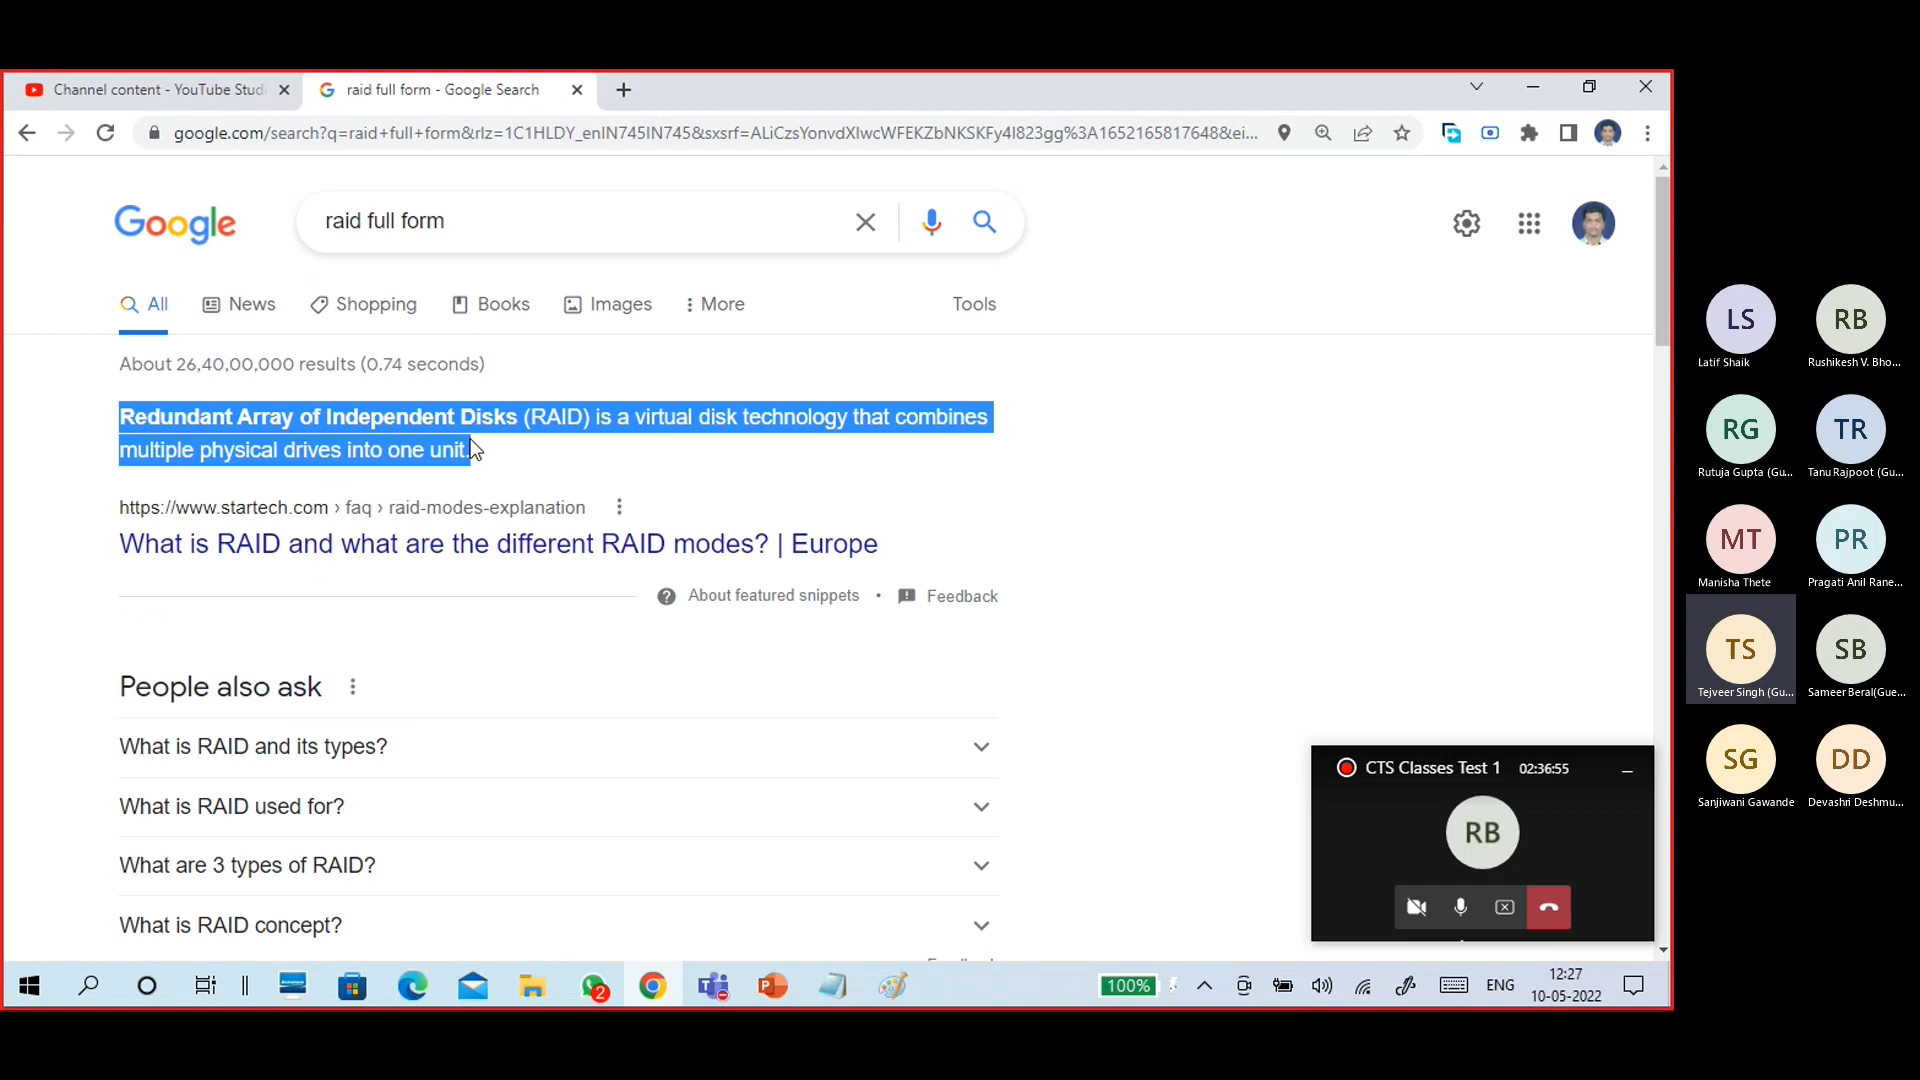 Channel content - YouTube Studi
raid full form - Google Search
google.com/search?q=raid+full+form&rlz=1C1HLDY_enIN745IN745&sxsrf=ALiCzsYonvdXIwcWFEKZbNKSKFy4I823gg%3A1652165817648&ei...
Google
raid full form
All
News
Shopping
Books
Images
More
Tools
About 26,40,00,000 results (0.74 seconds)
Redundant Array of Independent Disks (RAID) is a virtual disk technology that combines
multiple physical drives into one unit.
https://www.startech.com › faq › raid-modes-explanation
What is RAID and what are the different RAID modes? | Europe
About featured snippets • Feedback
People also ask
What is RAID and its types?
What is RAID used for?
What are 3 types of RAID?
What is RAID concept?
CTS Classes Test 1 02:36:55
RB
2
100%
ENG
12:27
10-05-2022
LS
Latif Shaik
RB
Rushikesh V. Bho...
RG
Rutuja Gupta (Gu...
TR
Tanu Rajpoot (Gu...
MT
Manisha Thete
PR
Pragati Anil Rane...
TS
Tejveer Singh (Gu...
SB
Sameer Beral(Gue...
SG
Sanjiwani Gawande
DD
Devashri Deshmu...